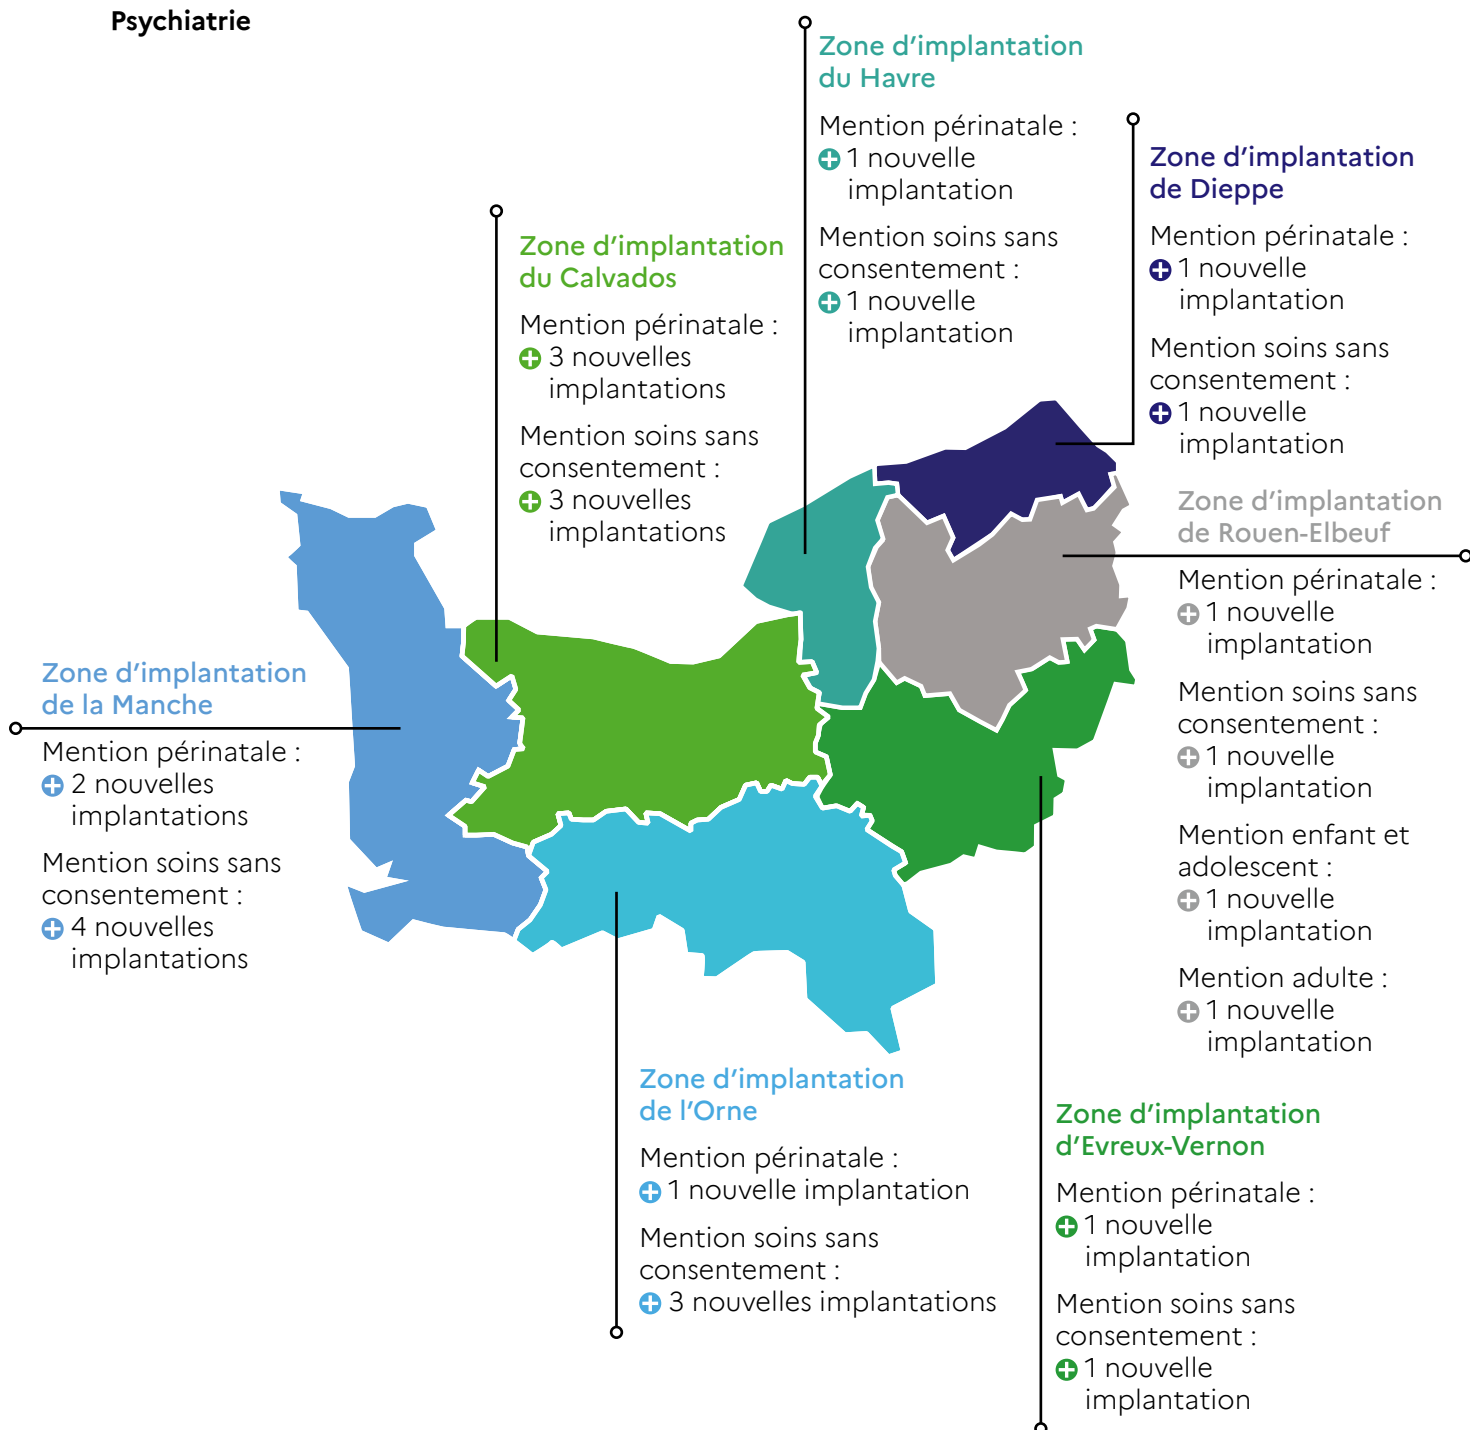 Psychiatrie
Zone d'implantation
du Havre
Mention périnatale :
1 nouvelle
implantation
Mention soins sans
consentement :
1 nouvelle
implantation
Zone d'implantation
de Dieppe
Mention périnatale :
1 nouvelle
implantation
Mention soins sans
consentement :
1 nouvelle
implantation
Zone d'implantation
du Calvados
Mention périnatale :
3 nouvelles
implantations
Mention soins sans
consentement :
3 nouvelles
implantations
Zone d'implantation
de Rouen-Elbeuf
Mention périnatale :
1 nouvelle
implantation
Mention soins sans
consentement :
1 nouvelle
implantation
Mention enfant et
adolescent :
1 nouvelle
implantation
Mention adulte :
1 nouvelle
implantation
Zone d'implantation
de la Manche
Mention périnatale :
2 nouvelles
implantations
Mention soins sans
consentement :
4 nouvelles
implantations
Zone d'implantation
de l'Orne
Mention périnatale :
1 nouvelle implantation
Mention soins sans
consentement :
3 nouvelles implantations
Zone d'implantation
d'Evreux-Vernon
Mention périnatale :
1 nouvelle
implantation
Mention soins sans
consentement :
1 nouvelle
implantation